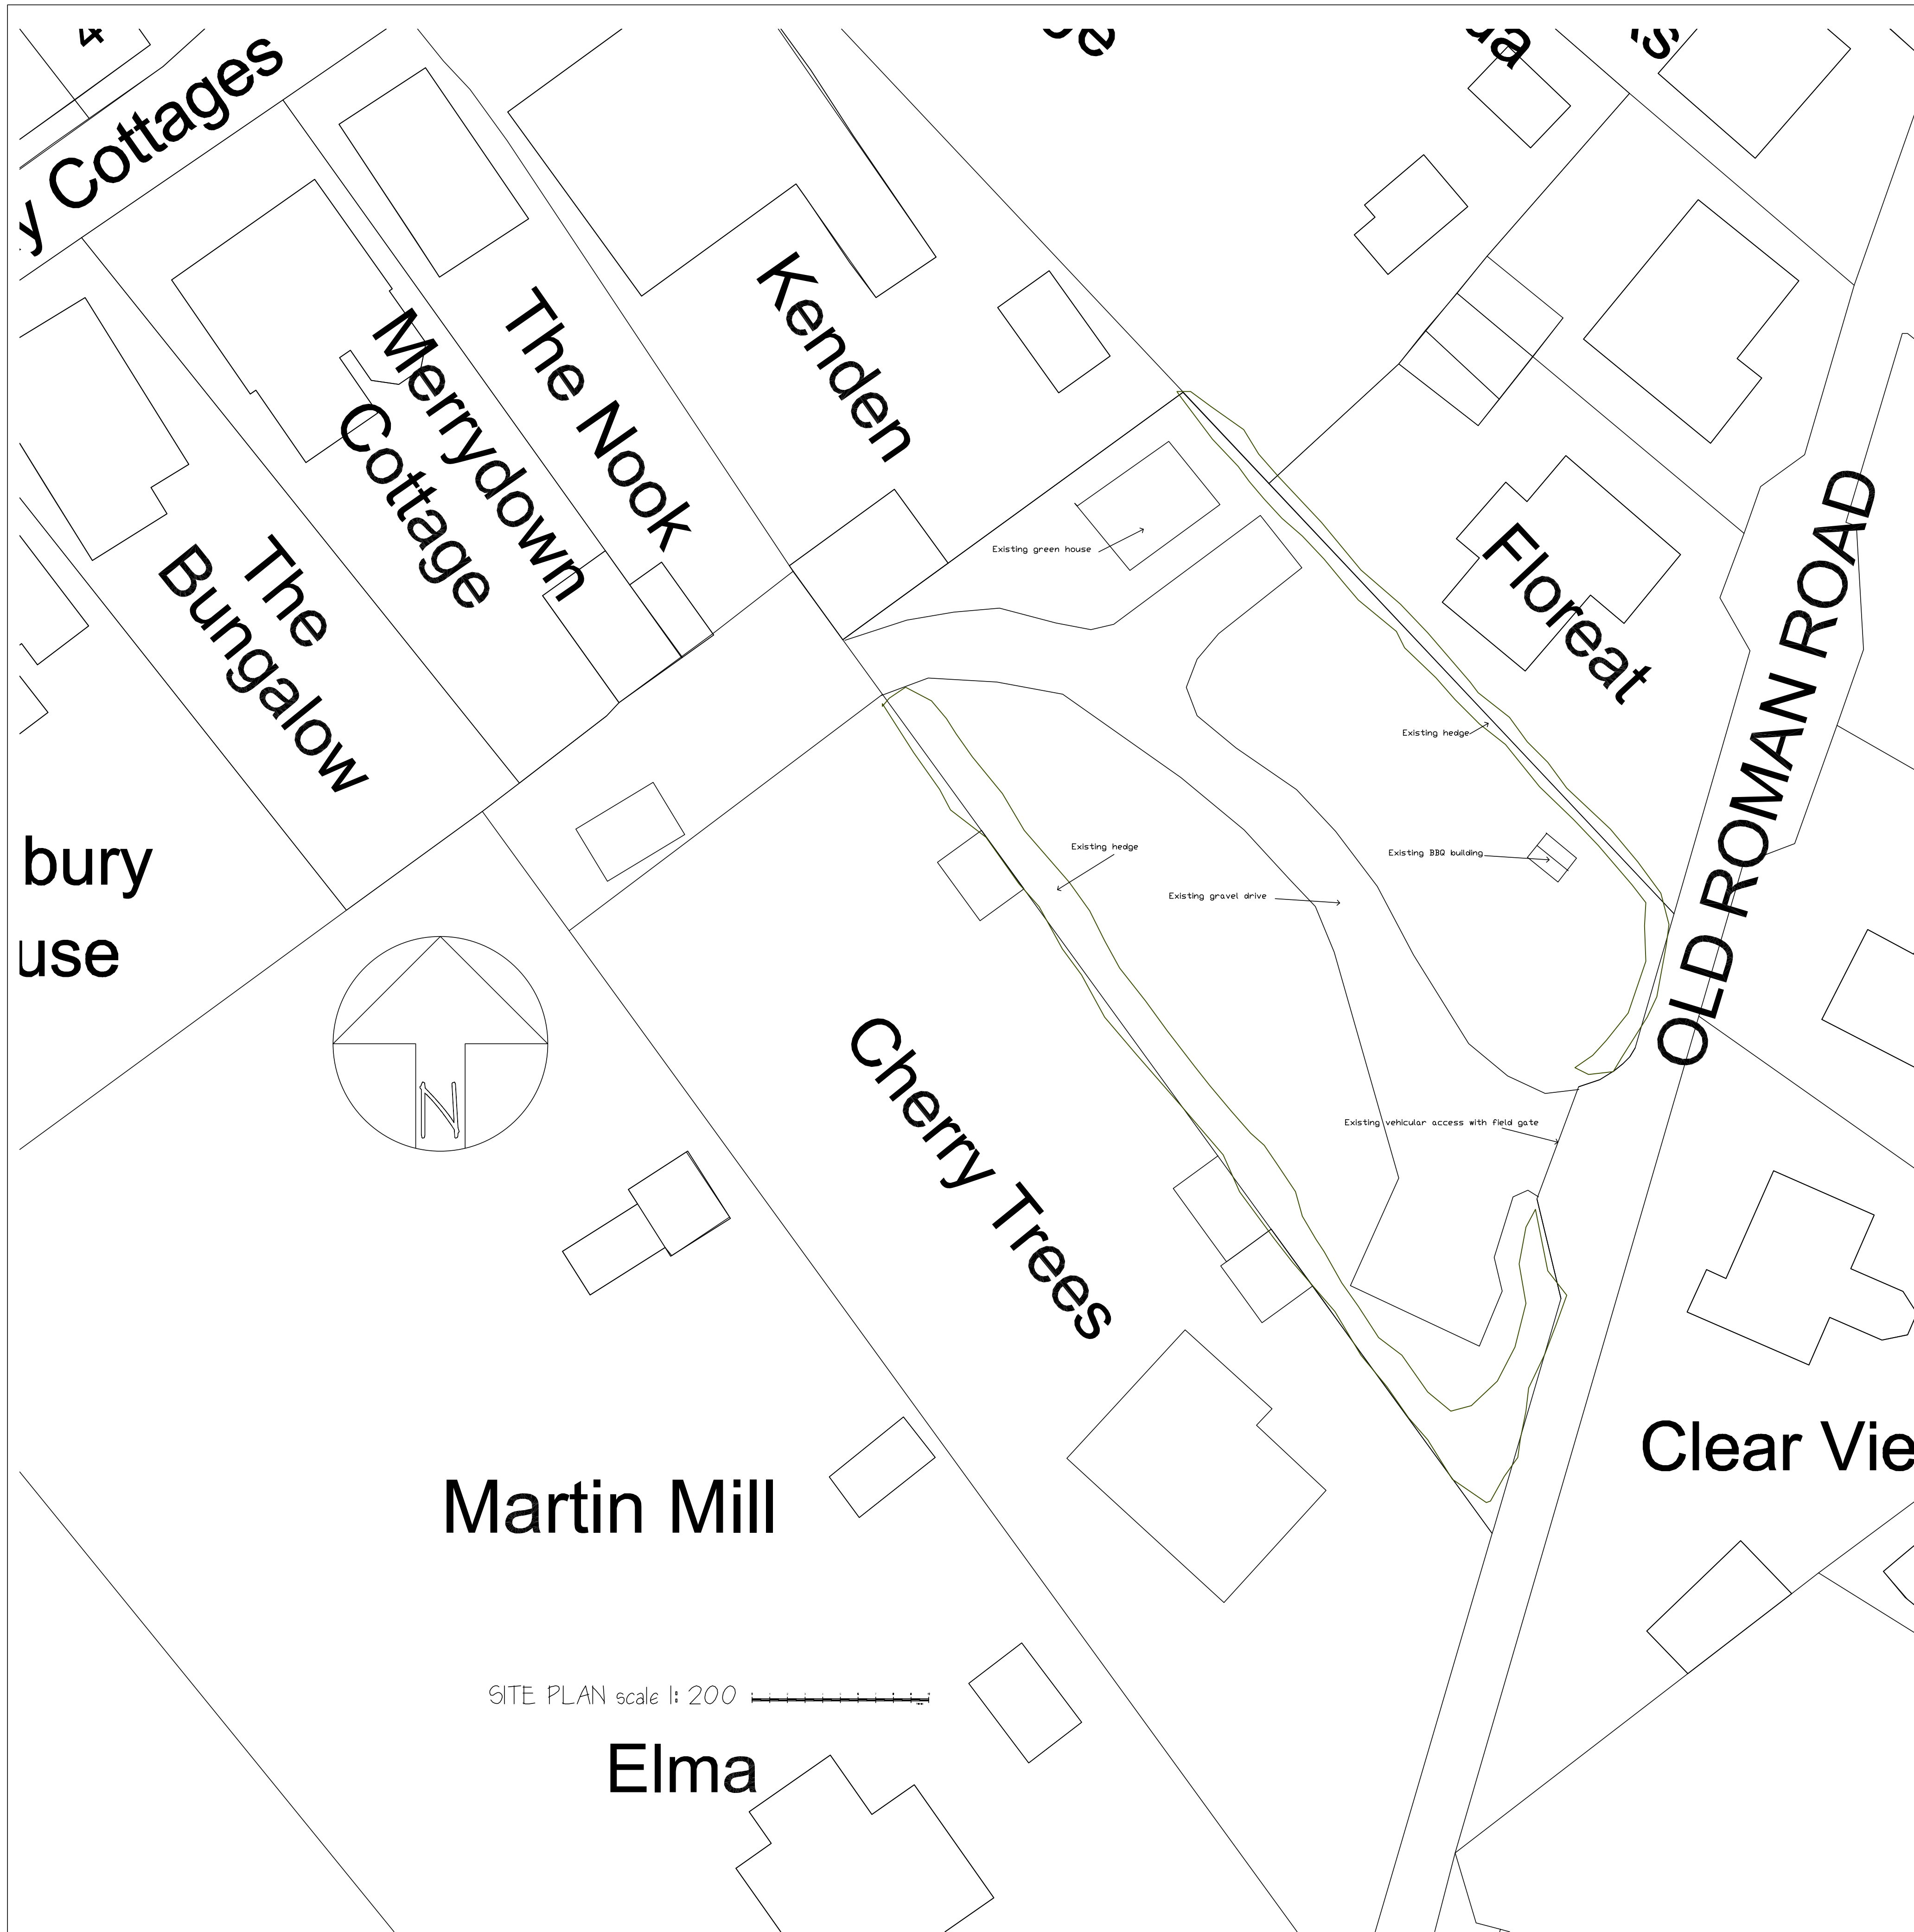 4
y Cottages
Kenden
The Nook
Merrydown
Cottage
The
Bungalow
Existing green house
Floreat
OLD ROMAN ROAD
Existing hedge
Existing hedge
Existing BBQ building
Existing gravel drive
bury
use
N
Cherry Trees
Existing vehicular access with field gate
Clear Vie
Martin Mill
SITE PLAN scale 1: 200
Elma